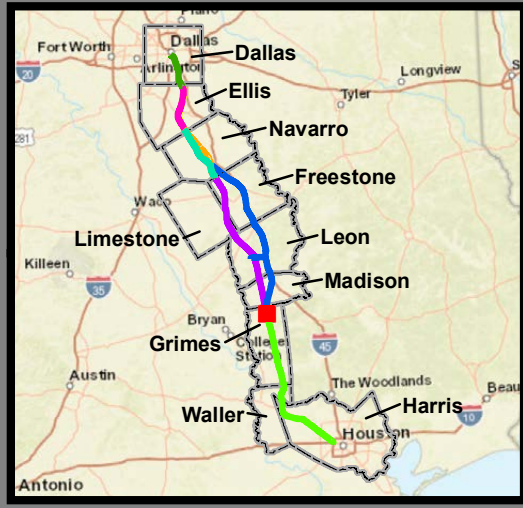 Plano
Fort Worth
Dallas
Dallas
Arlington
20
Longview
Ellis
Tyler
281
Navarro
Freestone
Waco
Limestone
Leon
Killeen
Madison
35
Bryan
Grimes
College
Station
45
Austin
The Woodlands
Waller
Harris
Beau
10
Houston
Antonio